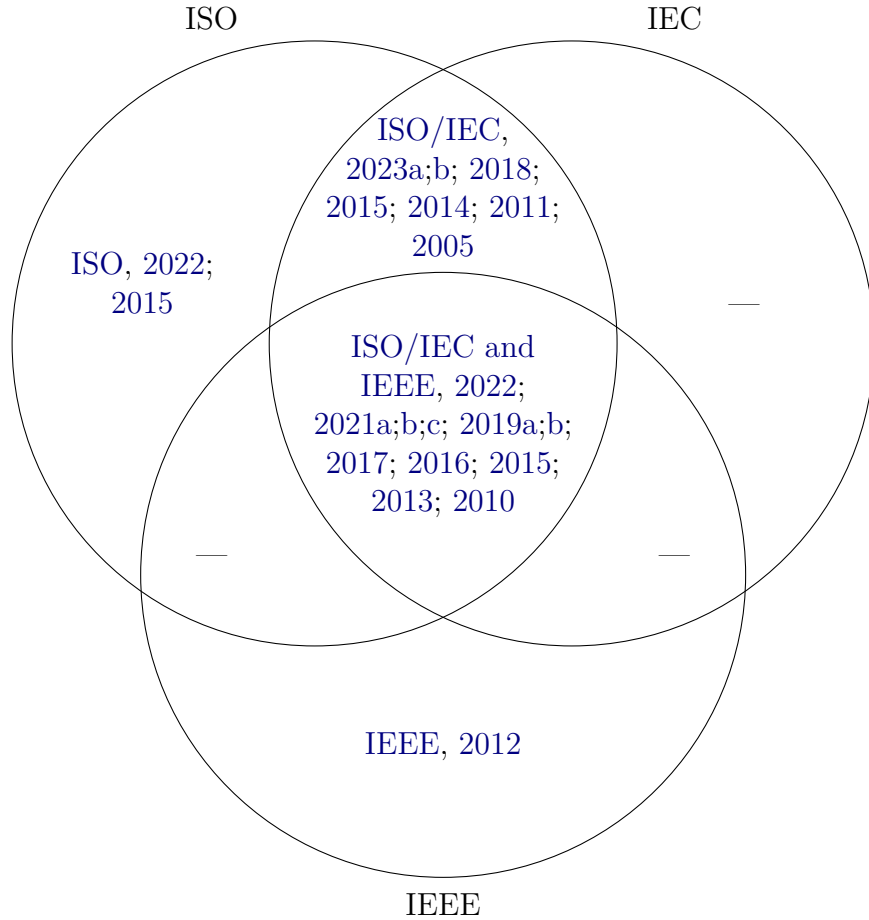 ISO
IEC
ISO/IEC,
2023a;b; 2018;
2015; 2014; 2011;
2005
ISO, 2022;
2015
—
ISO/IEC and
IEEE, 2022;
2021a;b;c; 2019a;b;
2017; 2016; 2015;
2013; 2010
—
—
IEEE, 2012
IEEE